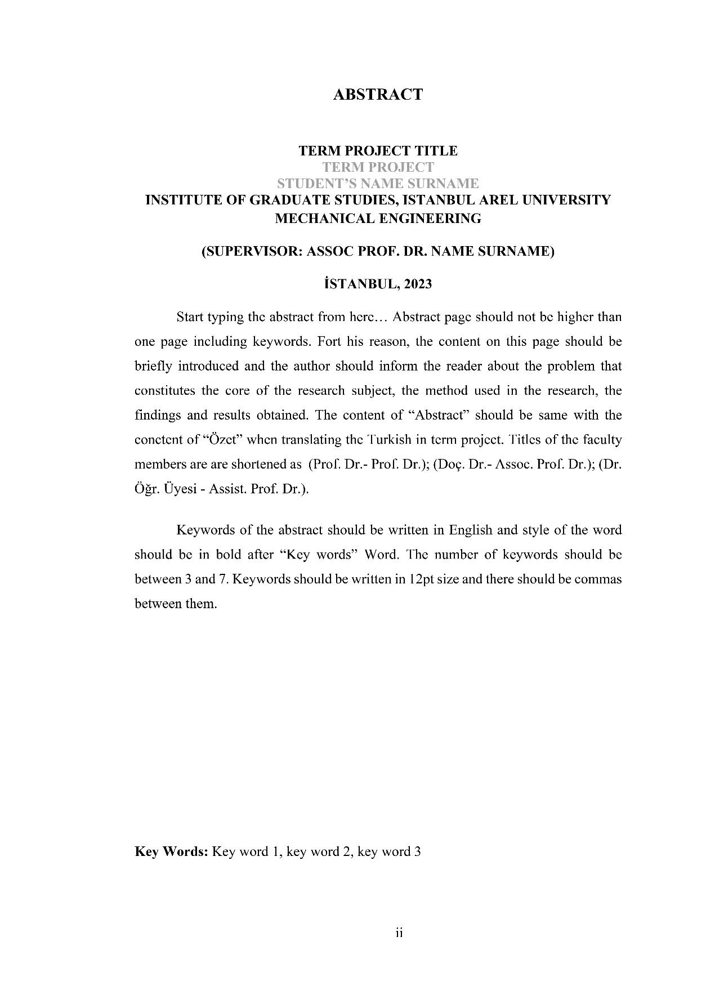 ABSTRACT
TERM PROJECT TITLE
TERM PROJECT
STUDENT’S NAME SURNAME
INSTITUTE OF GRADUATE STUDIES, ISTANBUL AREL UNIVERSITY
MECHANICAL ENGINEERING
(SUPERVISOR: ASSOC PROF. DR. NAME SURNAME)
İSTANBUL, 2023
Start typing the abstract from here… Abstract page should not be higher than
one page including keywords. Fort his reason, the content on this page should be
briefly introduced and the author should inform the reader about the problem that
constitutes the core of the research subject, the method used in the research, the
findings and results obtained. The content of “Abstract” should be same with the
conctent of “Özet” when translating the Turkish in term project. Titles of the faculty
members are are shortened as  (Prof. Dr.- Prof. Dr.); (Doç. Dr.- Assoc. Prof. Dr.); (Dr.
Öğr. Üyesi - Assist. Prof. Dr.).
Keywords of the abstract should be written in English and style of the word
should be in bold after “Key words” Word. The number of keywords should be
between 3 and 7. Keywords should be written in 12pt size and there should be commas
between them.
Key Words: Key word 1, key word 2, key word 3
ii